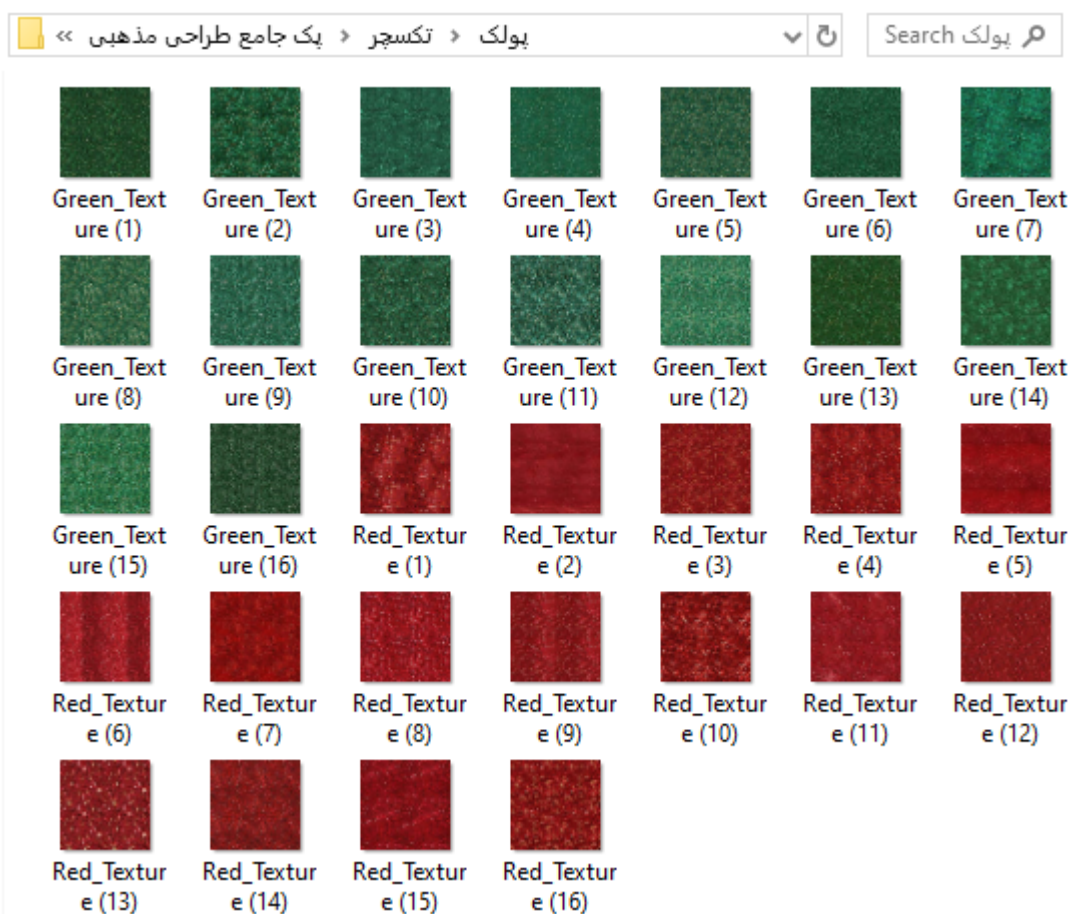 « پک جامع طراحی مذهبی › تکسچر › پولک
Search پولک
Green_Text
ure (1)
Green_Text
ure (2)
Green_Text
ure (3)
Green_Text
ure (4)
Green_Text
ure (5)
Green_Text
ure (6)
Green_Text
ure (7)
Green_Text
ure (8)
Green_Text
ure (9)
Green_Text
ure (10)
Green_Text
ure (11)
Green_Text
ure (12)
Green_Text
ure (13)
Green_Text
ure (14)
Green_Text
ure (15)
Green_Text
ure (16)
Red_Textur
e (1)
Red_Textur
e (2)
Red_Textur
e (3)
Red_Textur
e (4)
Red_Textur
e (5)
Red_Textur
e (6)
Red_Textur
e (7)
Red_Textur
e (8)
Red_Textur
e (9)
Red_Textur
e (10)
Red_Textur
e (11)
Red_Textur
e (12)
Red_Textur
e (13)
Red_Textur
e (14)
Red_Textur
e (15)
Red_Textur
e (16)